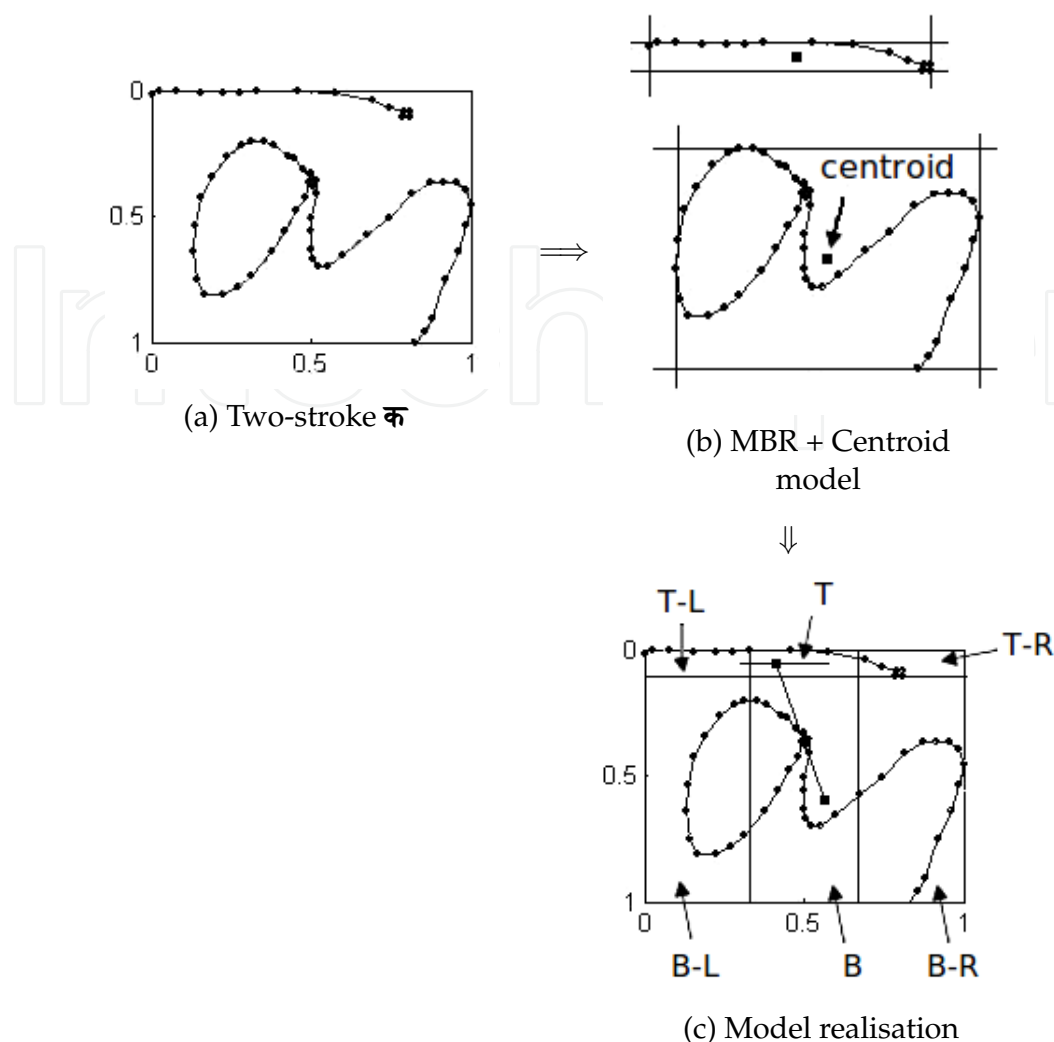 0
0.5
1
0
0.5
1
(a) Two-stroke क
⟹
centroid
(b) MBR + Centroid
model
⇓
T-L
T
T-R
0
0.5
1
0
0.5
1
B-L
B
B-R
(c) Model realisation